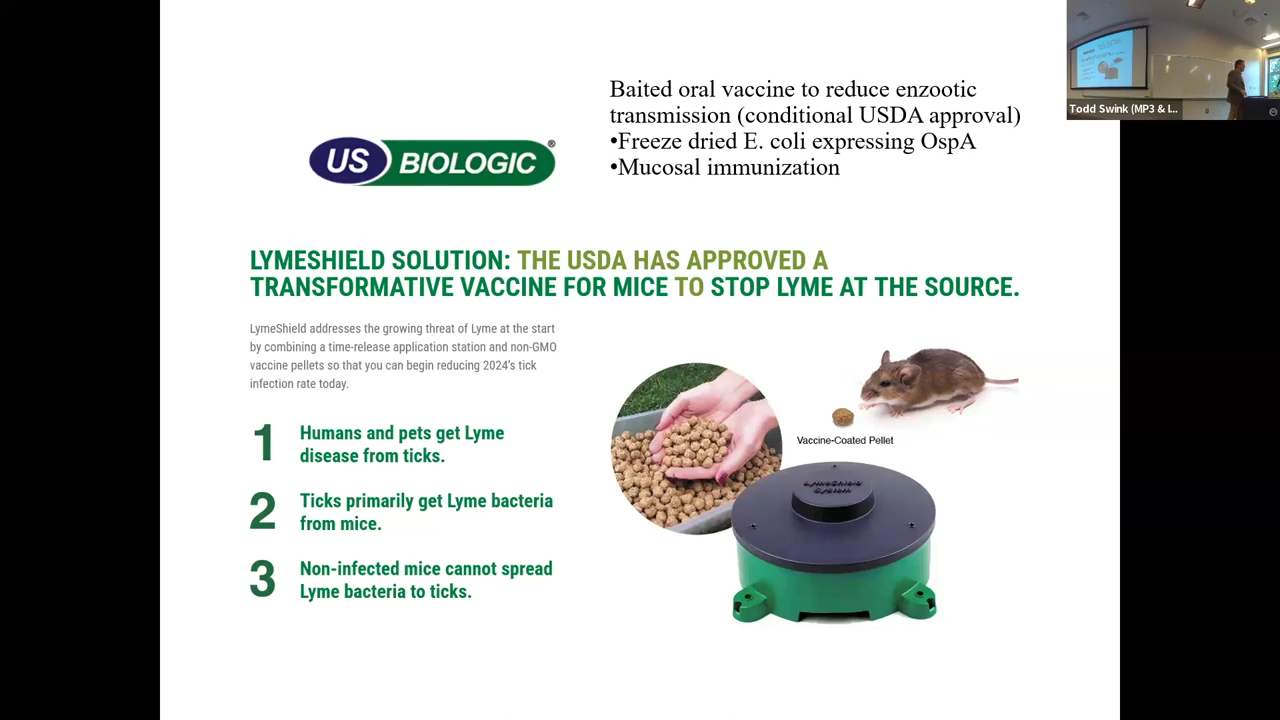 Baited oral vaccine to reduce enzootic
transmission (conditional USDA approval)
•Freeze dried E. coli expressing OspA
•Mucosal immunization
US BIOLOGIC®
LYMESHIELD SOLUTION: THE USDA HAS APPROVED A
TRANSFORMATIVE VACCINE FOR MICE TO STOP LYME AT THE SOURCE.
LymeShield addresses the growing threat of Lyme at the start
by combining a time-release application station and non-GMO
vaccine pellets so that you can begin reducing 2024's tick
infection rate today.
1 Humans and pets get Lyme
disease from ticks.
2 Ticks primarily get Lyme bacteria
from mice.
3 Non-infected mice cannot spread
Lyme bacteria to ticks.
Vaccine-Coated Pellet
LymeShield
System
Todd Swink (MP3 & I...